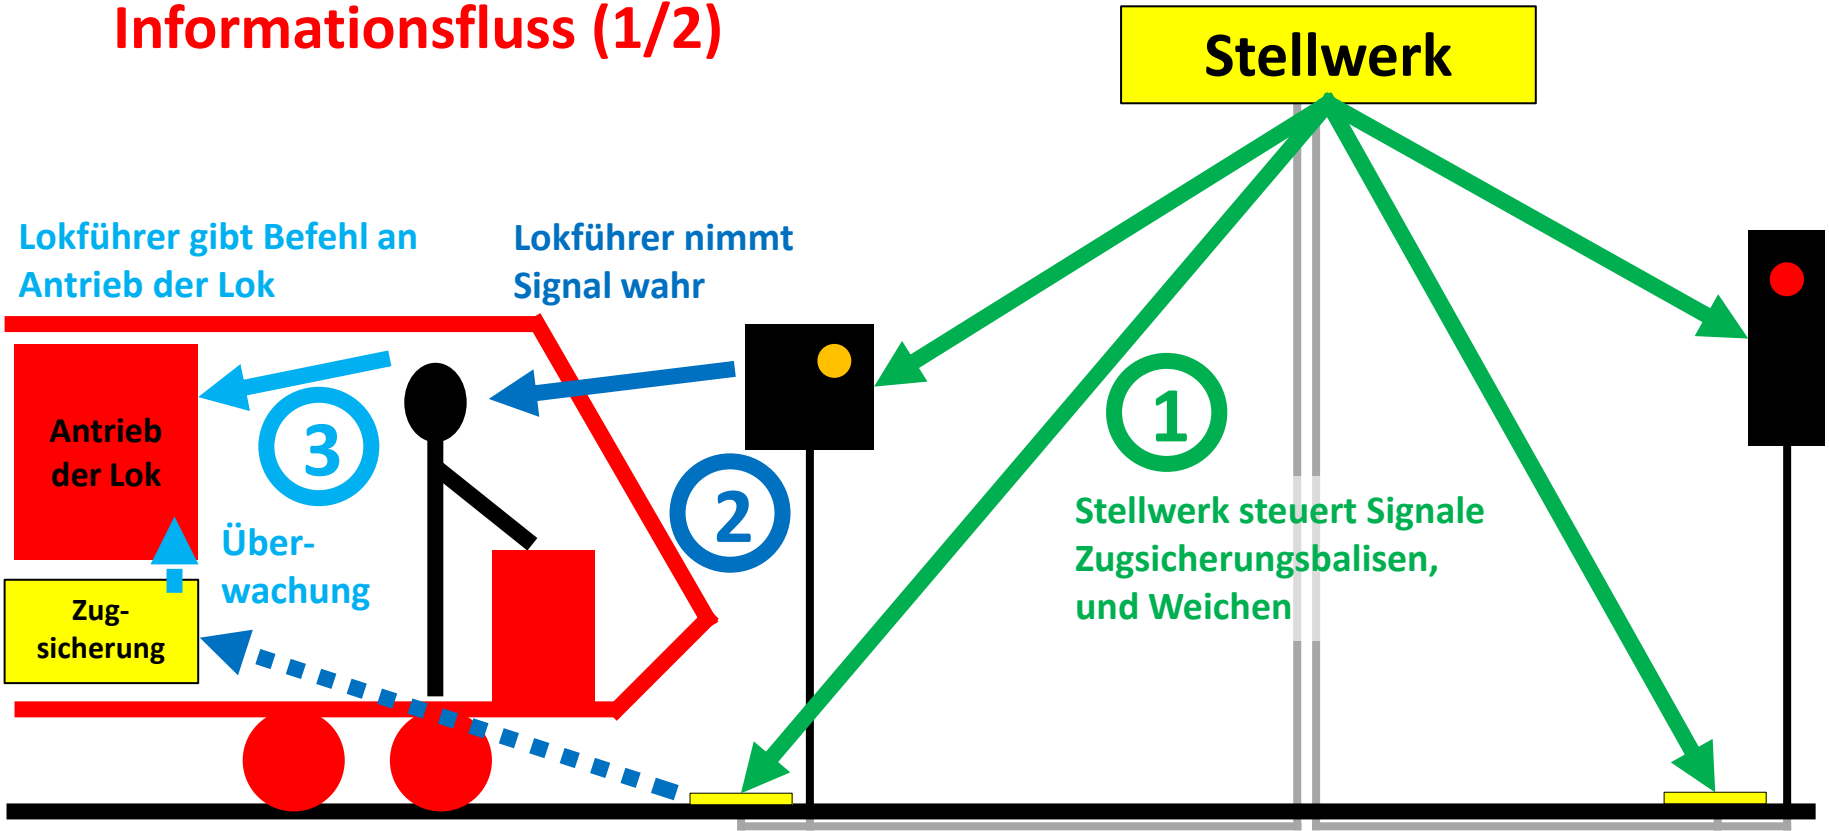 Informationsfluss (1/2)
Stellwerk
Lokführer gibt Befehl an
Antrieb der Lok
Lokführer nimmt
Signal wahr
Antrieb
der Lok
3
2
1
Über-
wachung
Zug-
sicherung
Stellwerk steuert Signale
Zugsicherungsbalisen,
und Weichen